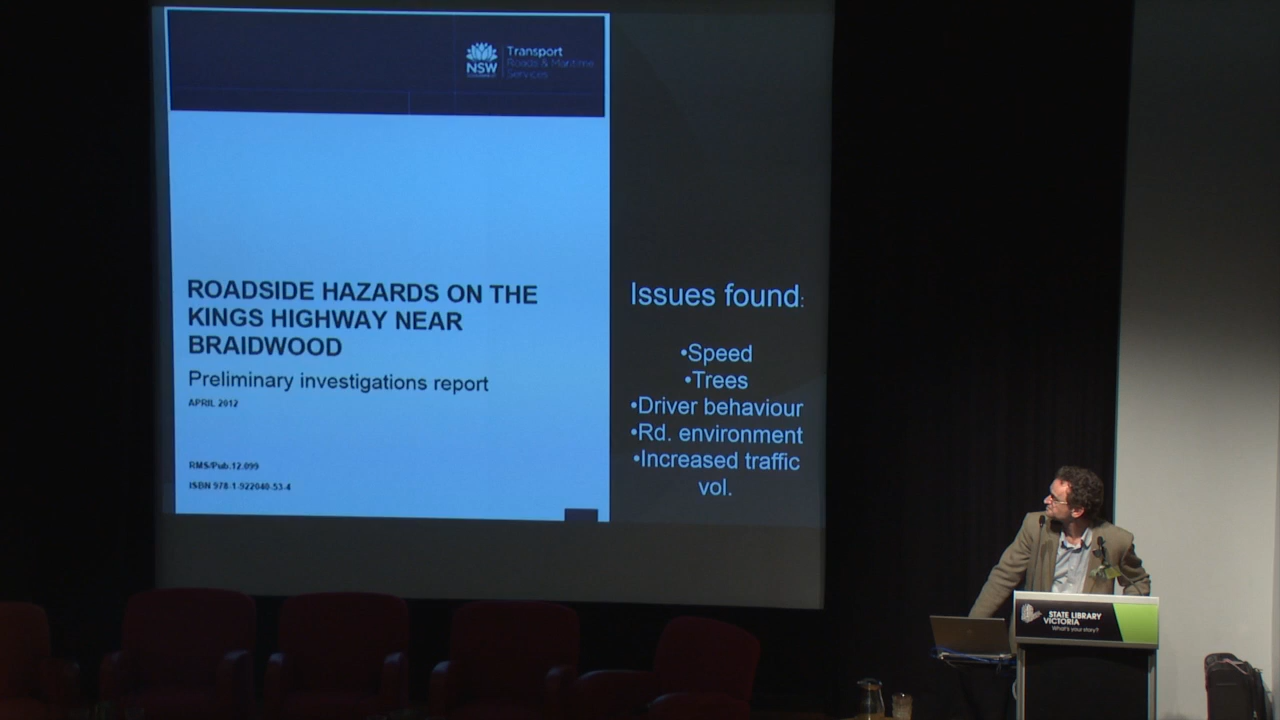 NSW
GOVERNMENT
Transport
Roads & Maritime
Services
ROADSIDE HAZARDS ON THE
KINGS HIGHWAY NEAR
BRAIDWOOD
Preliminary investigations report
APRIL 2012
RMS/Pub.12.099
ISBN 978-1-922040-53-4
Issues found:
•Speed
•Trees
•Driver behaviour
•Rd. environment
•Increased traffic
vol.
STATE LIBRARY
VICTORIA
What's your story?